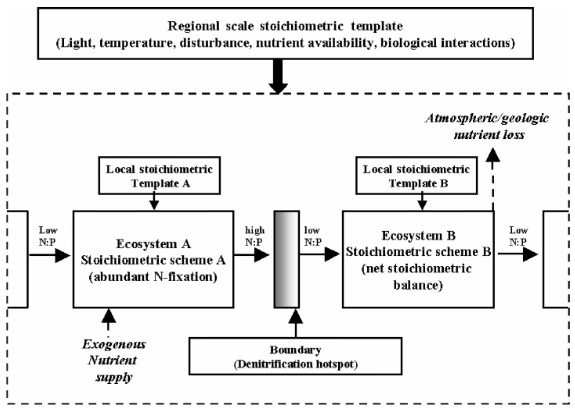 Regional scale stoichiometric template
(Light, temperature, disturbance, nutrient availability, biological interactions)
Atmospheric/geologic
nutrient loss
Local stoichiometric
Template A
Local stoichiometric
Template B
Low
N:P
Ecosystem A
Stoichiometric scheme A
(abundant N-fixation)
high
N:P
low
N:P
Ecosystem B
Stoichiometric scheme B
(net stoichiometric
balance)
Low
N:P
Exogenous
Nutrient
supply
Boundary
(Denitrification hotspot)